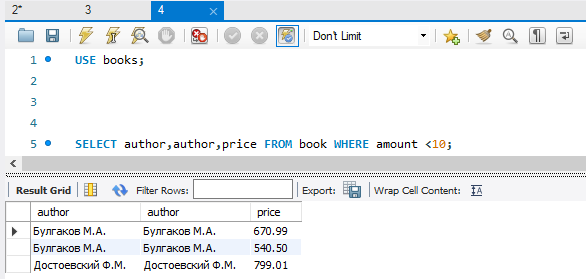 2* 3 4 ×
Don't Limit
1 USE books;
2
3
4
5 SELECT author,author,price FROM book WHERE amount <10;
Result Grid Filter Rows: Export: Wrap Cell Content: IA
author author price
Булгаков М.А. Булгаков М.А. 670.99
Булгаков М.А. Булгаков М.А. 540.50
Достоевский Ф.М. Достоевский Ф.М. 799.01